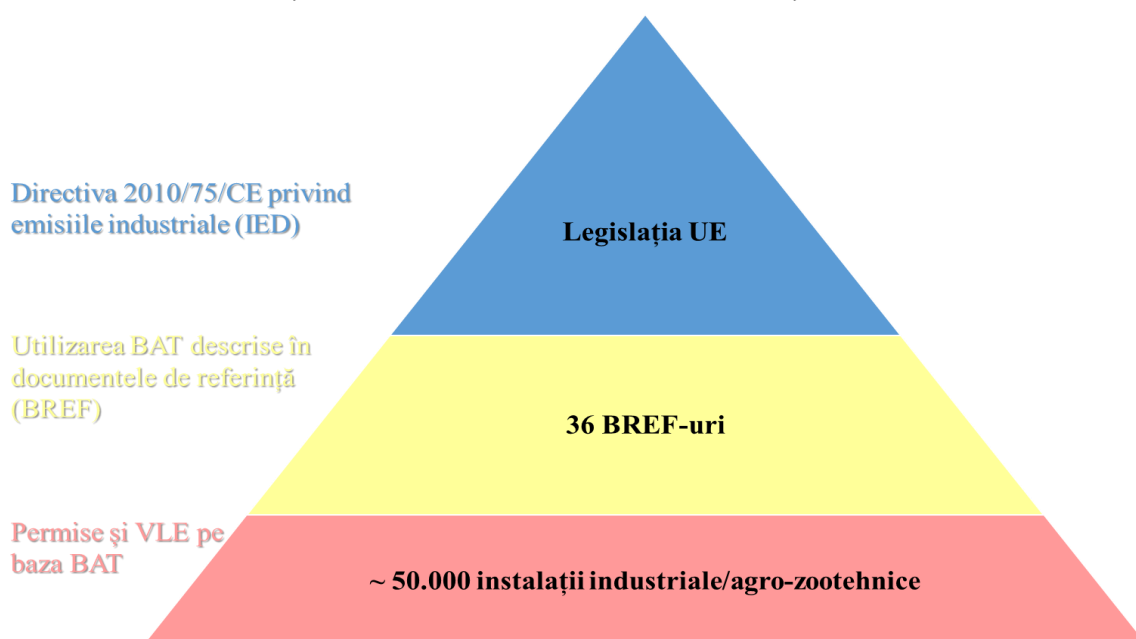 Directiva 2010/75/CE privind
emisiile industriale (IED)
Legislația UE
Utilizarea BAT descrise în
documentele de referință
(BREF)
36 BREF-uri
Permise și VLE pe
baza BAT
~ 50.000 instalații industriale/agro-zootehnice